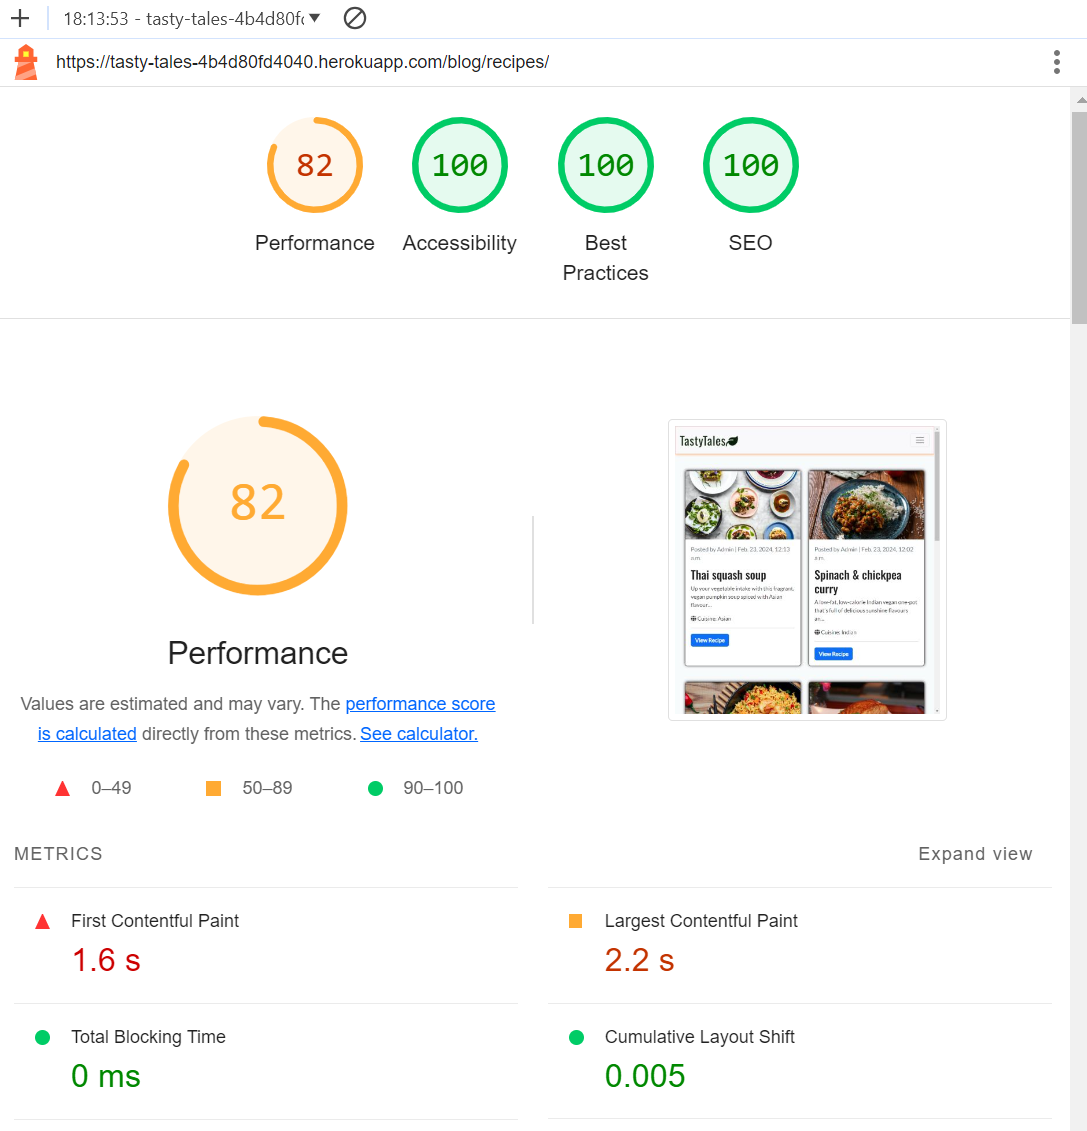 18:13:53 - tasty-tales-4b4d80f
https://tasty-tales-4b4d80fd4040.herokuapp.com/blog/recipes/
82
100
100
100
Performance
Accessibility
Best
Practices
SEO
82
Performance
Values are estimated and may vary. The performance score
is calculated directly from these metrics. See calculator.
0–49
50–89
90–100
TastyTales
Posted by Admin | Feb. 23, 2024, 12:13
a.m.
Thai squash soup
Up your vegetable intake with this fragrant,
vegan pumpkin soup spiced with Asian
flavour...
Cuisine: Asian
View Recipe
Posted by Admin | Feb. 23, 2024, 12:02
a.m.
Spinach & chickpea
curry
A low-fat, low-calorie Indian vegan one-pot
that's full of delicious sunshine flavours
an...
Cuisine: Indian
View Recipe
METRICS
Expand view
First Contentful Paint
1.6 s
Largest Contentful Paint
2.2 s
Total Blocking Time
0 ms
Cumulative Layout Shift
0.005